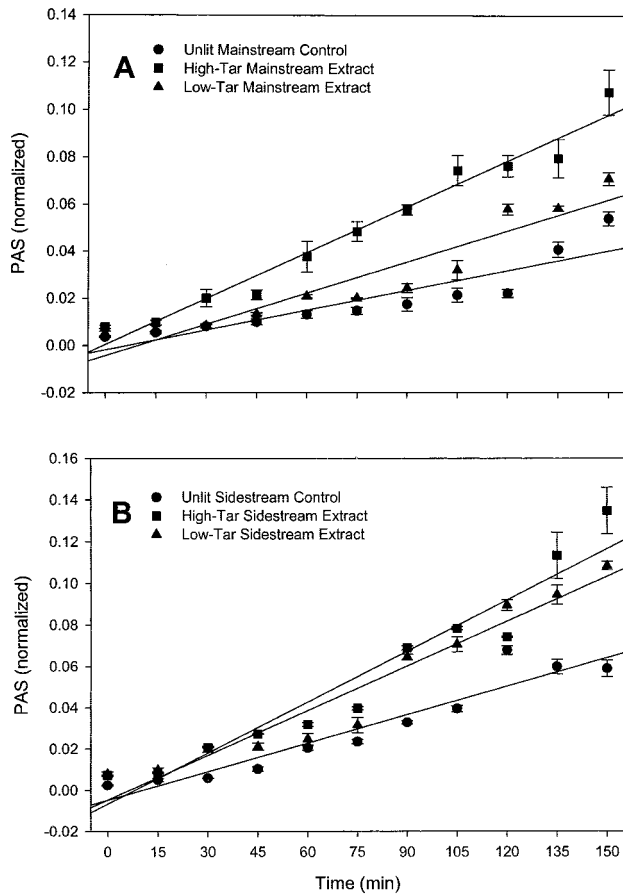 0.14
A
Unlit Mainstream Control
High-Tar Mainstream Extract
Low-Tar Mainstream Extract
0.12
0.10
0.08
0.06
0.04
0.02
0.00
-0.02
PAS (normalized)
0.16
B
Unlit Sidestream Control
High-Tar Sidestream Extract
Low-Tar Sidestream Extract
0.14
0.12
0.10
0.08
0.06
0.04
0.02
0.00
-0.02
PAS (normalized)
0 15 30 45 60 75 90 105 120 135 150
Time (min)